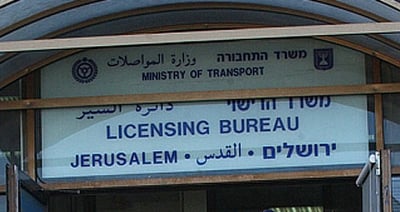 משרד התחבורה وزارة المواصلات
MINISTRY OF TRANSPORT
משרד הרישוי دائرة السير
LICENSING BUREAU
JERUSALEM • القدس • ירושלים